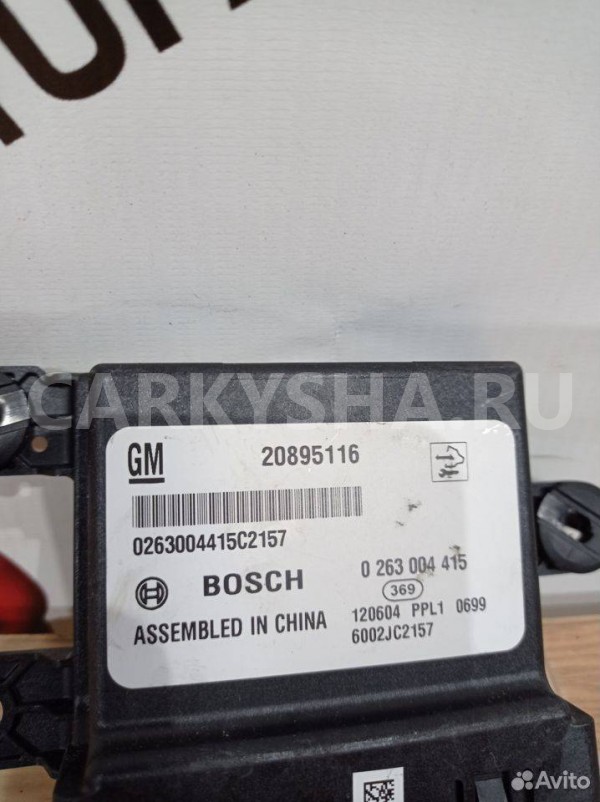 CARKYSHA.RU
GM 20895116
0263004415C2157
BOSCH 0 263 004 415
369
ASSEMBLED IN CHINA 120604 PPL1 0699
6002JC2157
Avito